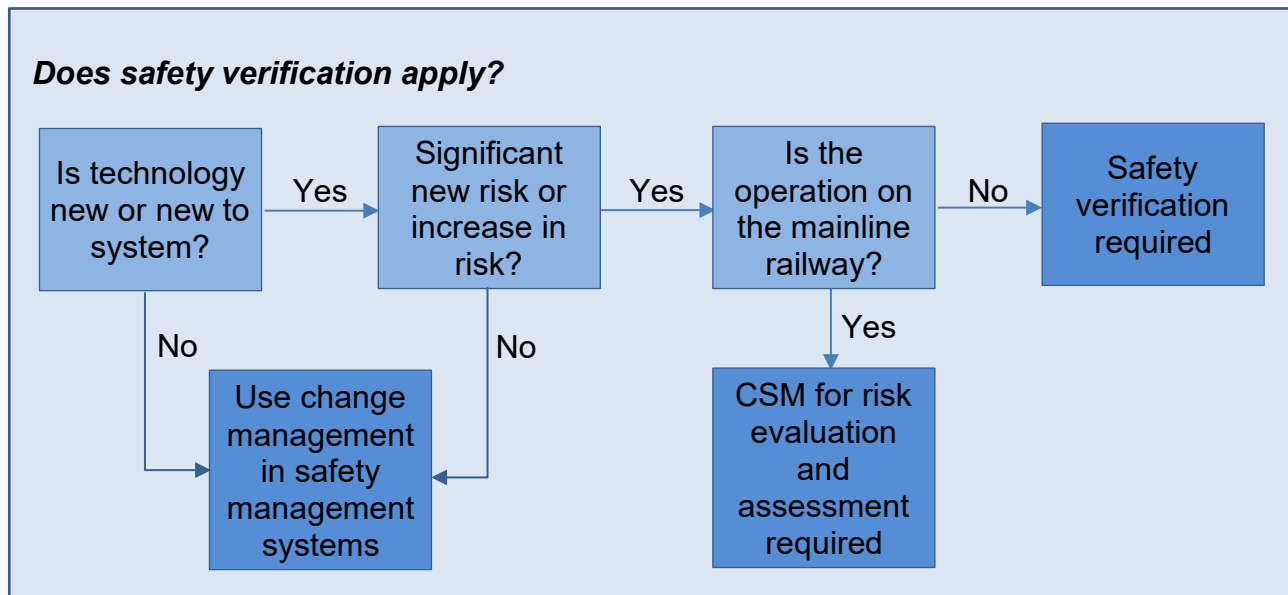 Does safety verification apply?
Is technology
new or new to
system?
Yes
Significant
new risk or
increase in
risk?
Yes
Is the
operation on
the mainline
railway?
No
Safety
verification
required
No
No
Yes
Use change
management
in safety
management
systems
CSM for risk
evaluation
and
assessment
required